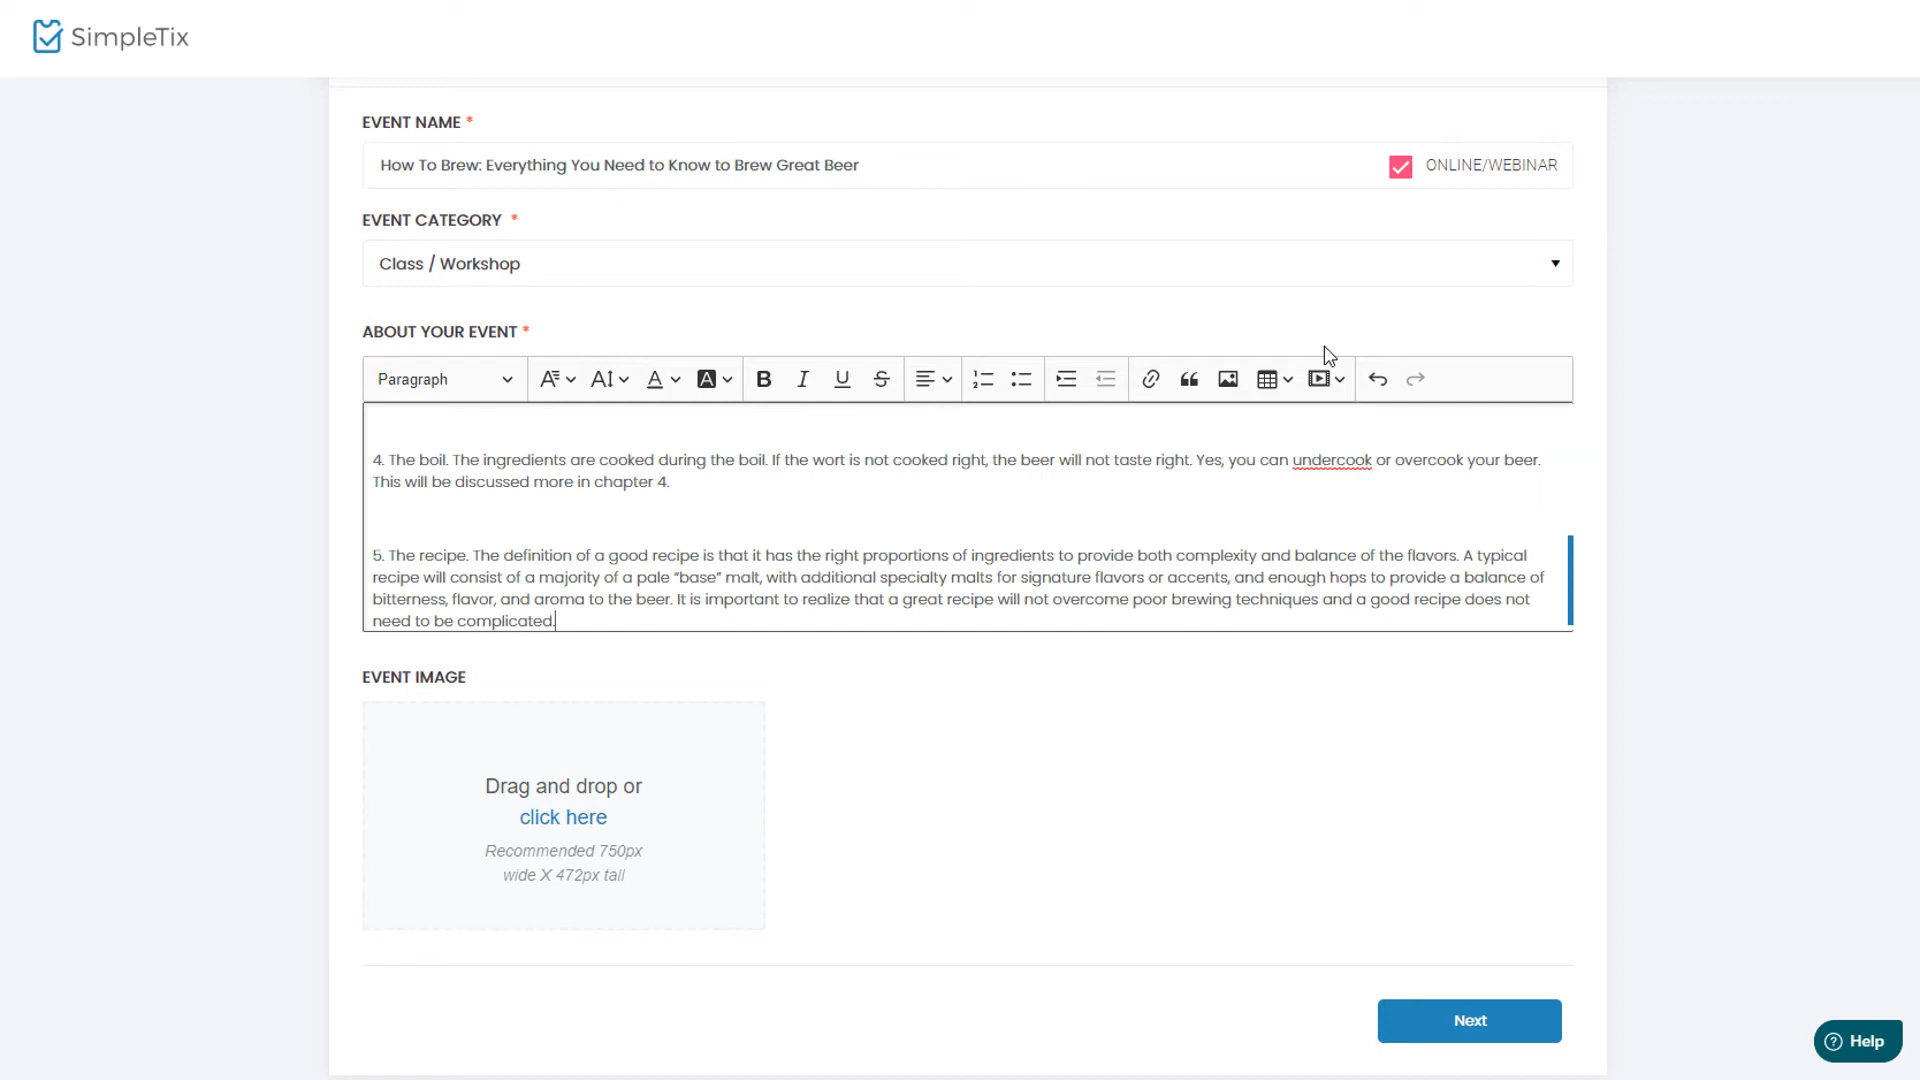 SimpleTix
EVENT NAME *
How To Brew: Everything You Need to Know to Brew Great Beer
ONLINE/WEBINAR
EVENT CATEGORY *
Class / Workshop
ABOUT YOUR EVENT *
Paragraph
4. The boil. The ingredients are cooked during the boil. If the wort is not cooked right, the beer will not taste right. Yes, you can undercook or overcook your beer.
This will be discussed more in chapter 4.
5. The recipe. The definition of a good recipe is that it has the right proportions of ingredients to provide both complexity and balance of the flavors. A typical
recipe will consist of a majority of a pale “base” malt, with additional specialty malts for signature flavors or accents, and enough hops to provide a balance of
bitterness, flavor, and aroma to the beer. It is important to realize that a great recipe will not overcome poor brewing techniques and a good recipe does not
need to be complicated.
EVENT IMAGE
Drag and drop or
click here
Recommended 750px
wide X 472px tall
Next
Help